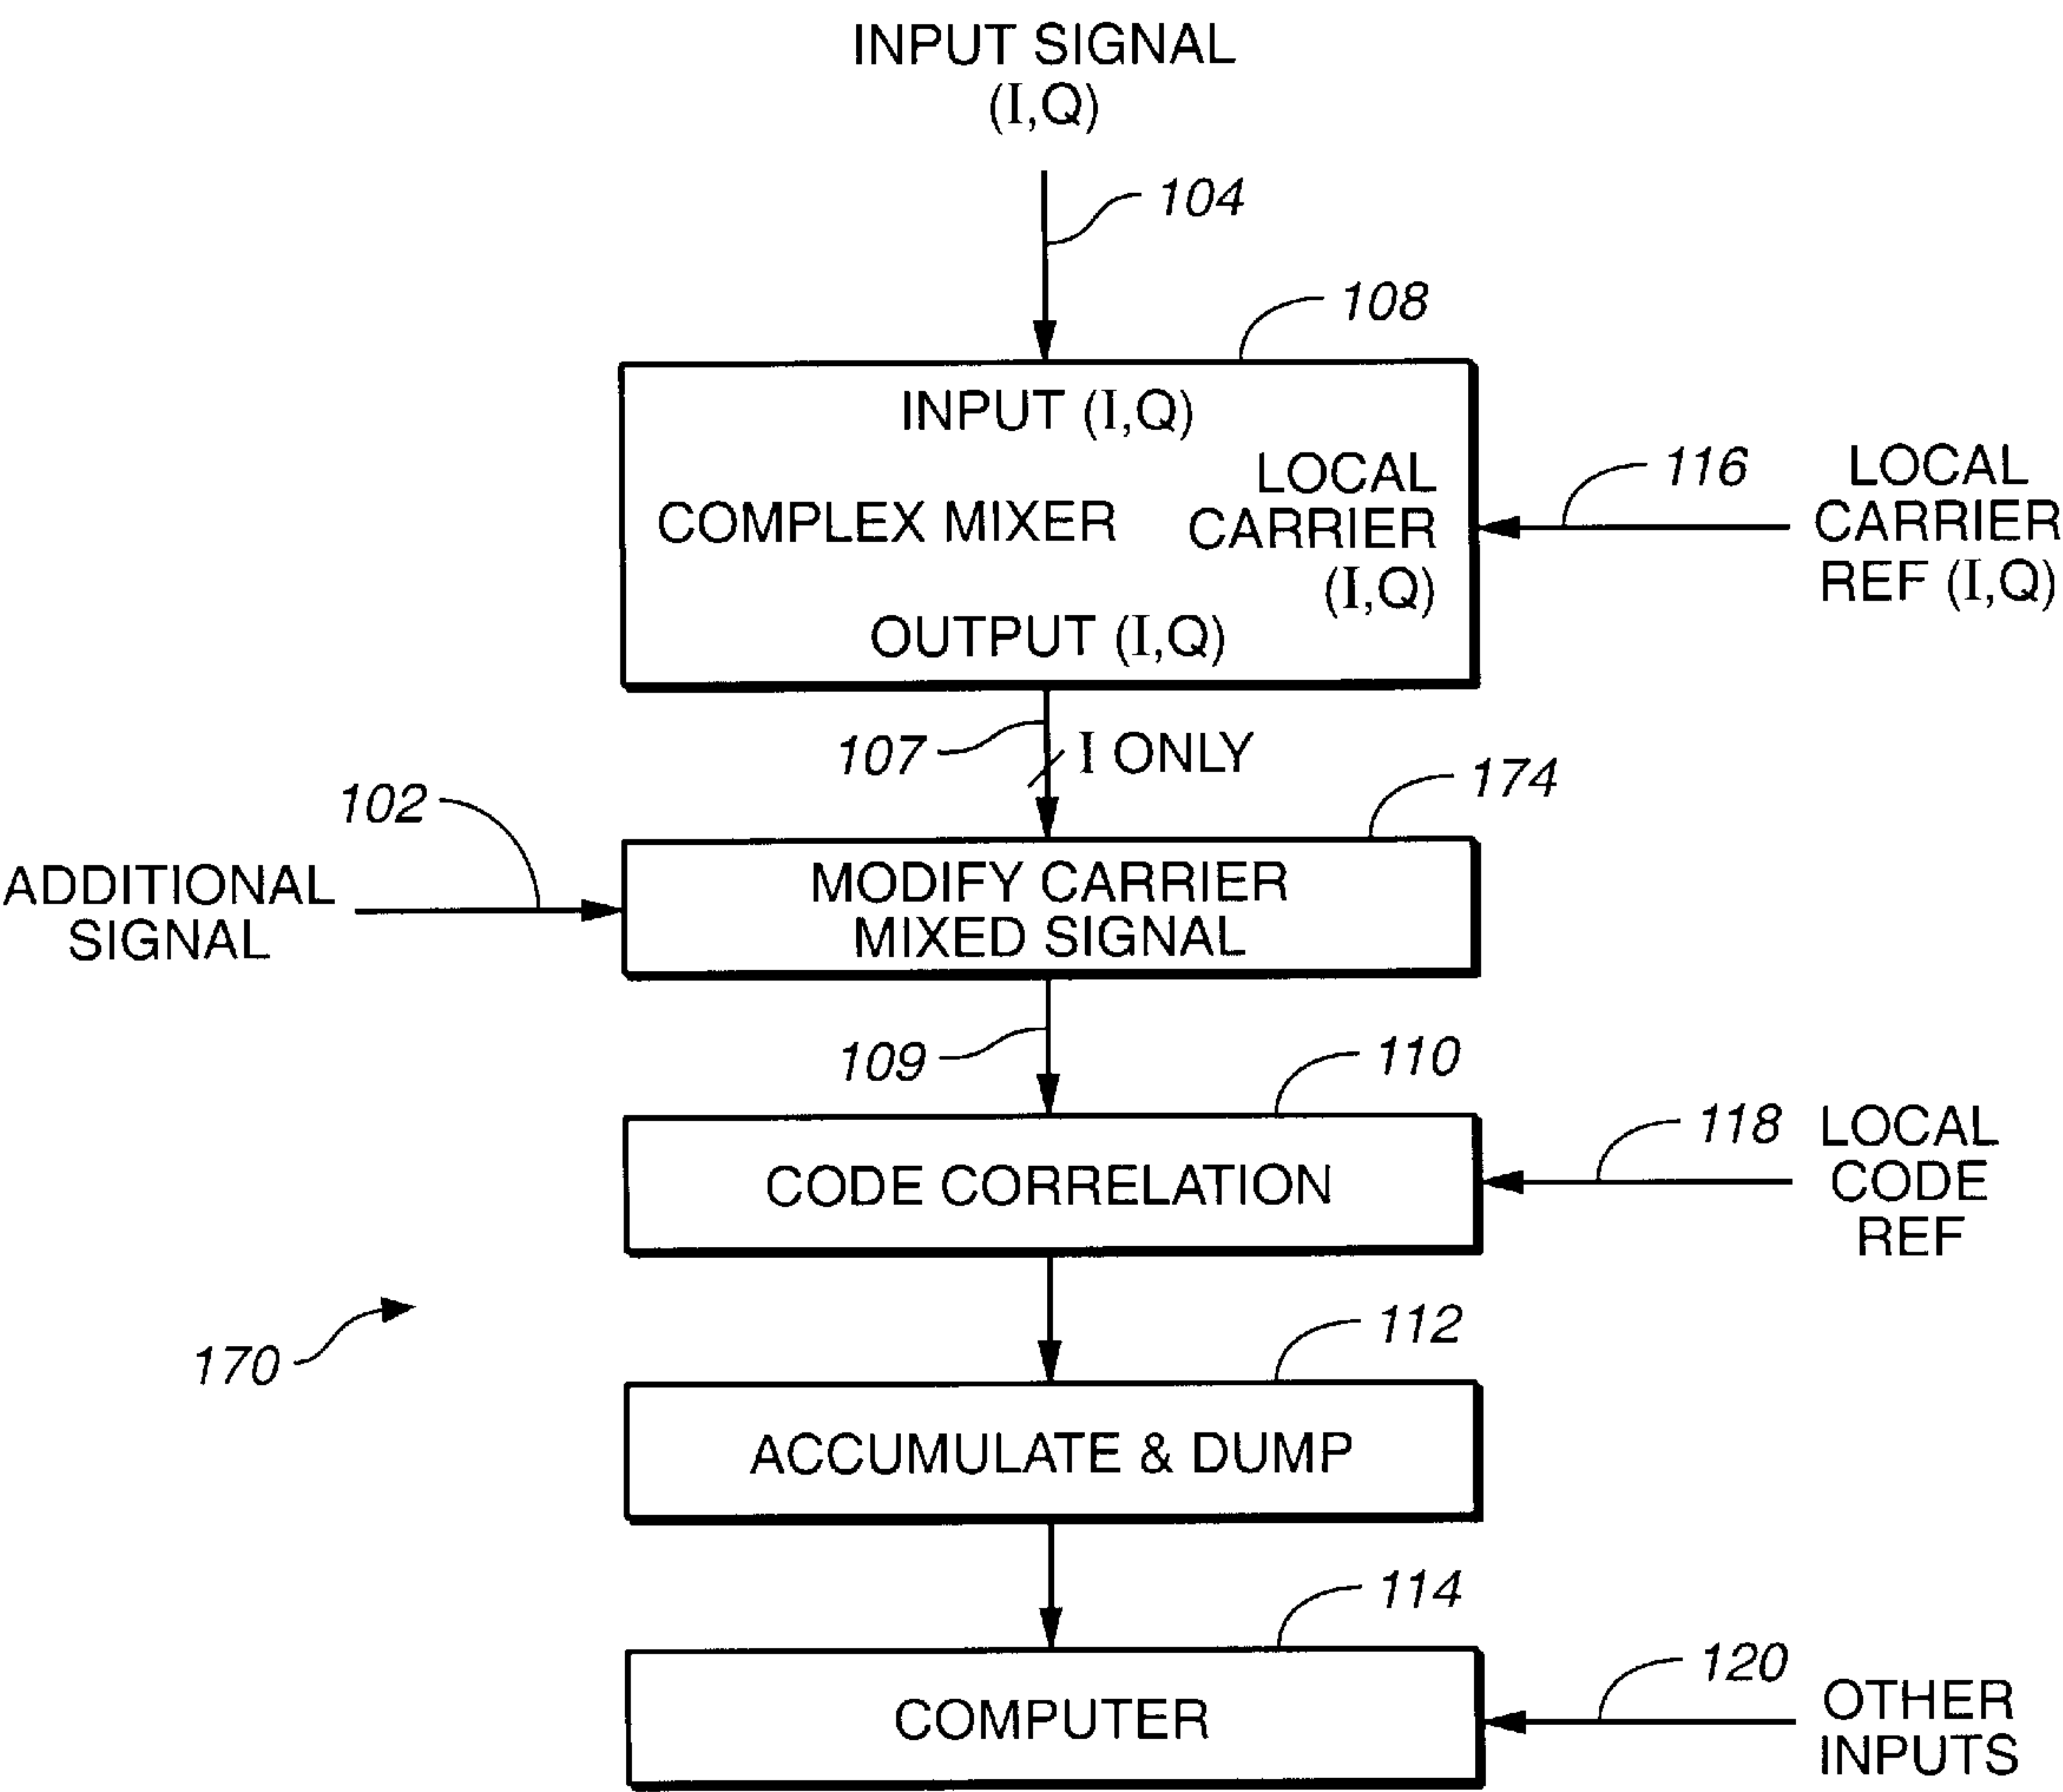 INPUT SIGNAL
(I,Q)
104
108
INPUT (I,Q)
COMPLEX MIXER
LOCAL
CARRIER
(I,Q)
OUTPUT (I,Q)
116
LOCAL
CARRIER
REF (I,Q)
107
I ONLY
174
102
ADDITIONAL
SIGNAL
MODIFY CARRIER
MIXED SIGNAL
109
110
CODE CORRELATION
118
LOCAL
CODE
REF
170
112
ACCUMULATE & DUMP
114
COMPUTER
120
OTHER
INPUTS